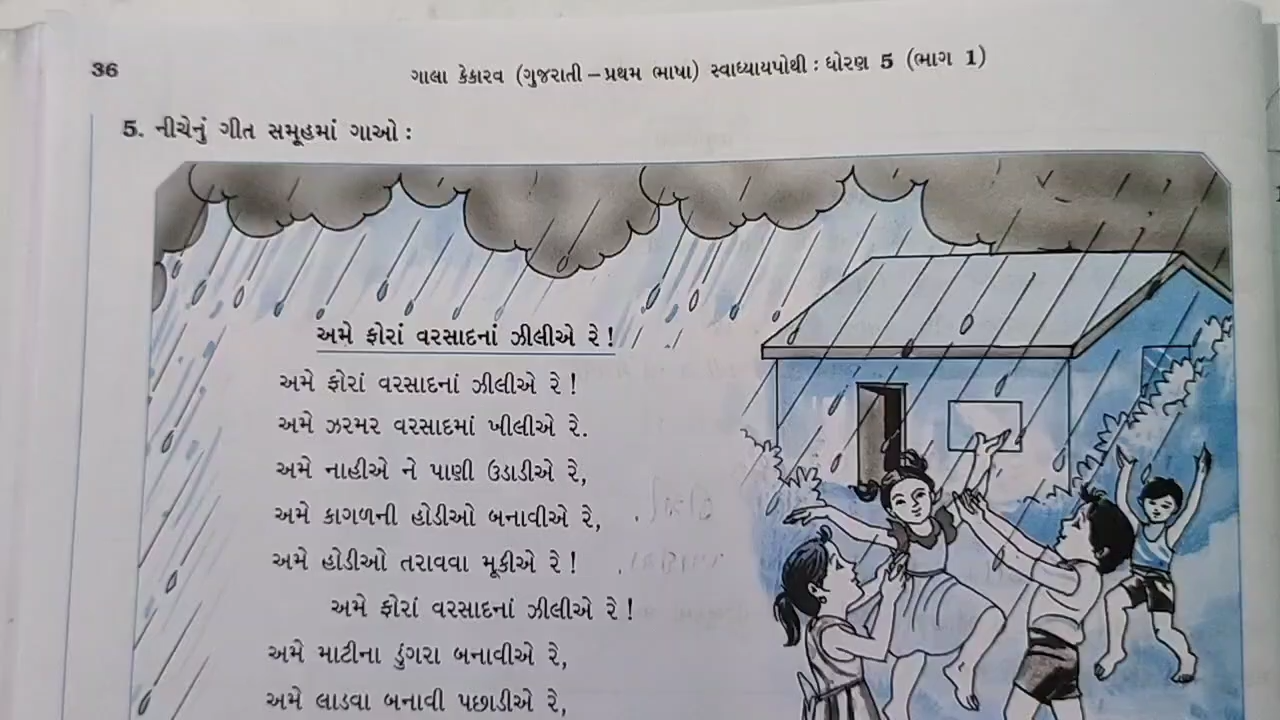 36
ગાલા કેકારવ (ગુજરાતી – પ્રથમ ભાષા) સ્વાધ્યાયપોથી : ધોરણ 5 (ભાગ 1)
5. નીચેનું ગીત સમૂહમાં ગાઓ :
અમે ફોરાં વરસાદનાં ઝીલીએ રે !
અમે ફોરાં વરસાદનાં ઝીલીએ રે !
અમે ઝરમર વરસાદમાં ખીલીએ રે.
અમે નાહીએ ને પાણી ઉડાડીએ રે,
અમે કાગળની હોડીઓ બનાવીએ રે,
અમે હોડીઓ તરાવવા મૂકીએ રે !
અમે ફોરાં વરસાદનાં ઝીલીએ રે !
અમે માટીના ડુંગરા બનાવીએ રે,
અમે લાડવા બનાવી પછાડીએ રે,